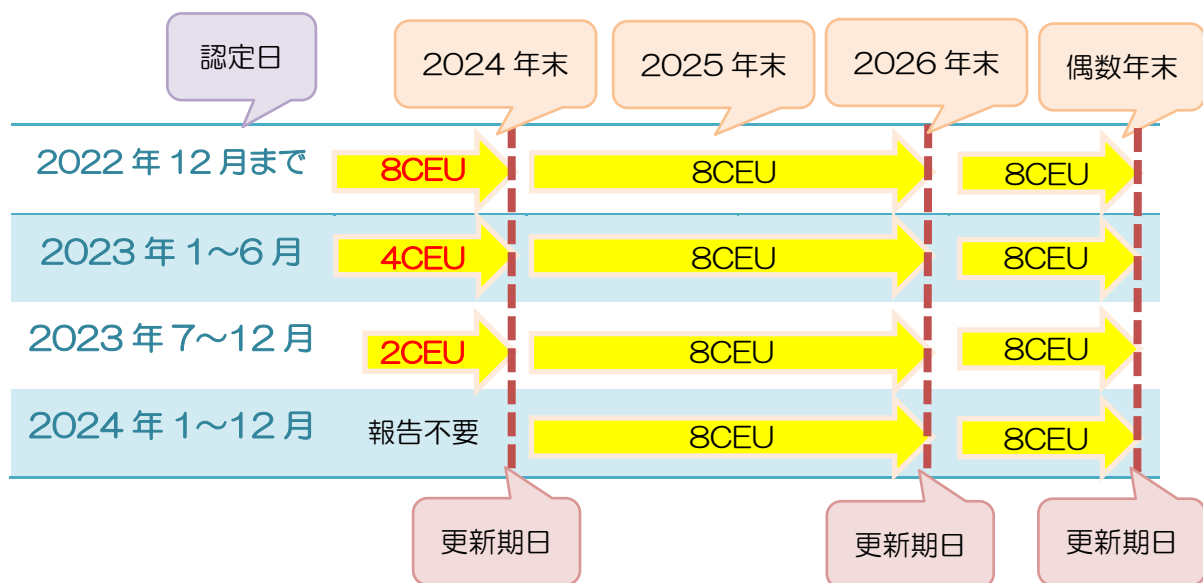 認定日
2024 年末
2025 年末
2026 年末
偶数年末
2022 年 12 月まで
8CEU
8CEU
8CEU
2023 年 1～6 月
4CEU
8CEU
8CEU
2023 年 7～12 月
2CEU
8CEU
8CEU
2024 年 1～12 月
報告不要
8CEU
8CEU
更新期日
更新期日
更新期日